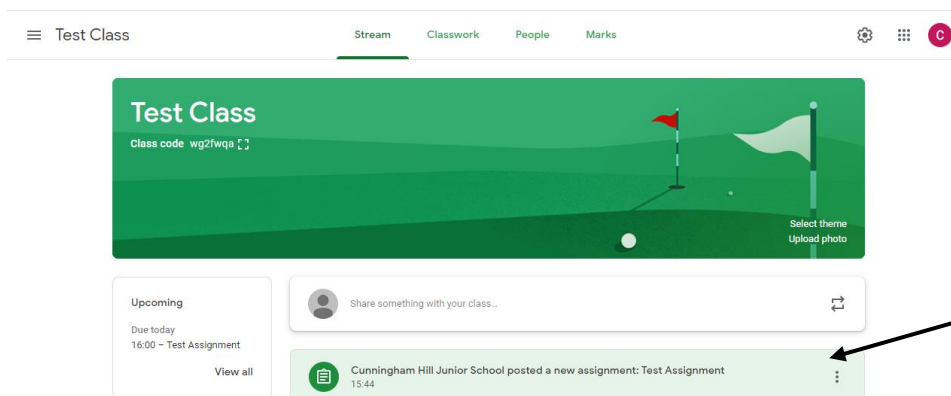 Test Class
Stream Classwork People Marks
C
Test Class
Class code wg2fwqa
Select theme
Upload photo
Upcoming
Due today
16:00 – Test Assignment
View all
Share something with your class...
Cunningham Hill Junior School posted a new assignment: Test Assignment
15:44